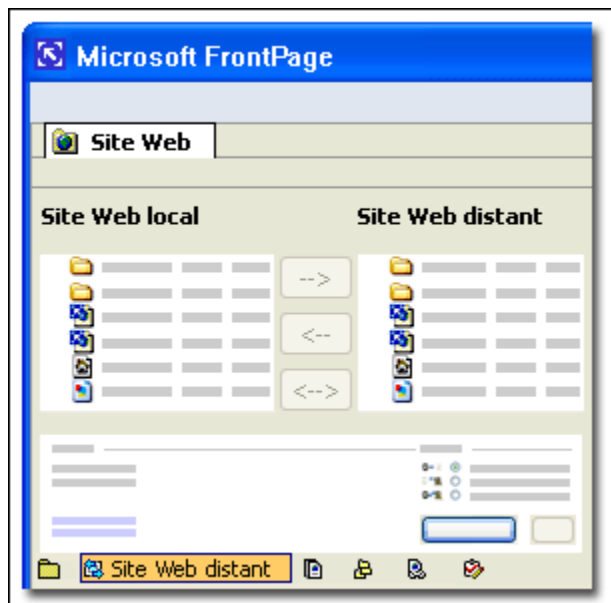 Microsoft FrontPage
Site Web
Site Web local
Site Web distant
-->
<--
<-->
Site Web distant